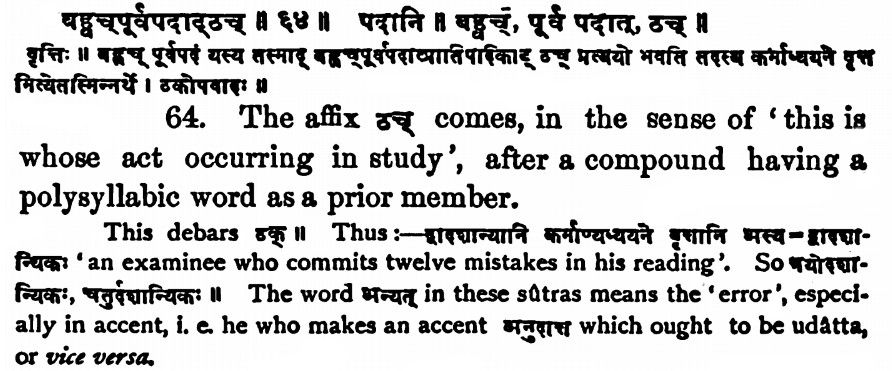 बह्वच्पूर्वपदाट्ठच् ॥ ६४ ॥ पदानि ॥ बह्वच्, पूर्व पदात्, ठच् ॥
वृत्तिः ॥ बह्वच् पूर्वपदं यस्य तस्माद् बह्वच्पूर्वपदात्प्रातिपदिकाद् ठच् प्रत्ययो भवति तदस्य कर्माध्ययने वृत्त
मित्येतस्मिन्नर्थे । ठकोपवादः ॥
64. The affix ठच् comes, in the sense of ‘this is
whose act occurring in study’, after a compound having a
polysyllabic word as a prior member.
This debars ठक् ॥ Thus:—द्वादशान्यानि कर्माण्यध्ययने वृत्तानि अस्य=द्वादशा-
न्यिकः ‘an examinee who commits twelve mistakes in his reading’. So त्रयोदशा-
न्यिकः, चतुर्दशान्यिकः ॥ The word अन्यत् in these sûtras means the ‘error’, especi-
ally in accent, i. e. he who makes an accent अनुदात्त which ought to be udâtta,
or vice versa.